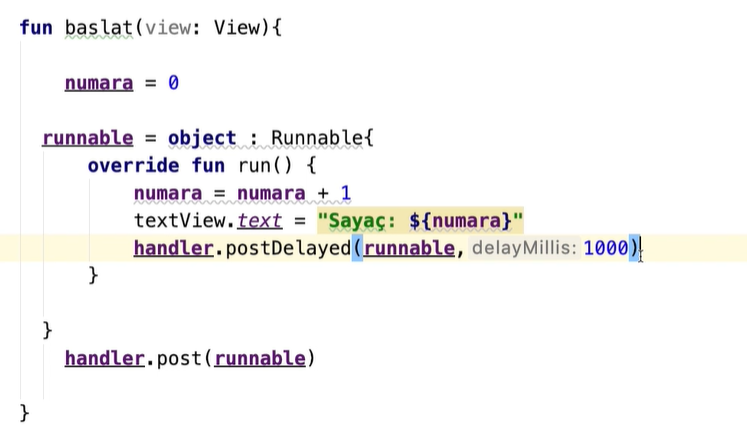 fun baslat(view: View){
numara = 0
runnable = object : Runnable{
override fun run() {
numara = numara + 1
textView.text = "Sayaç: ${numara}"
handler.postDelayed(runnable, delayMillis: 1000)
}
}
handler.post(runnable)
}